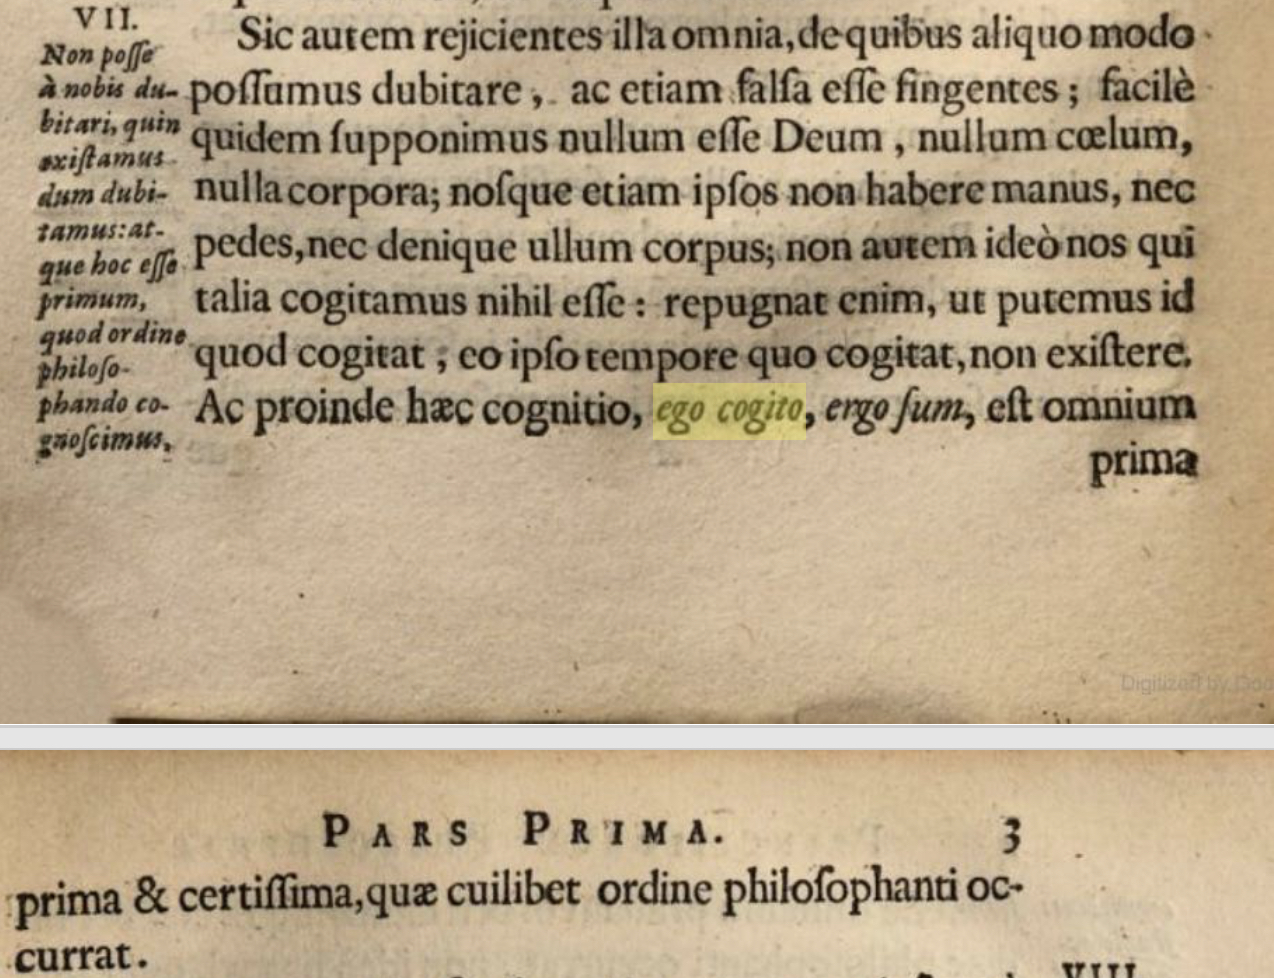 VII.
Non poſſe
à nobis du-
bitari, quin
exiſtamus
dum dubi-
tamus: at-
que hoc eſſe
primum,
quod ordine
philoſo-
phando co-
gnoſcimus,
Sic autem rejicientes illa omnia, de quibus aliquo modo
poſſumus dubitare, ac etiam falſa eſſe fingentes; facilè
quidem ſupponimus nullum eſſe Deum, nullum cœlum,
nulla corpora; noſque etiam ipſos non habere manus, nec
pedes, nec denique ullum corpus; non autem ideò nos qui
talia cogitamus nihil eſſe: repugnat enim, ut putemus id
quod cogitat, eo ipſo tempore quo cogitat, non exiſtere.
Ac proinde hæc cognitio, ego cogito, ergo ſum, eſt omnium
prima
Digitized by Goo
PARS PRIMA. 3
prima & certiſſima, quæ cuilibet ordine philoſophanti oc-
currat.
VIII